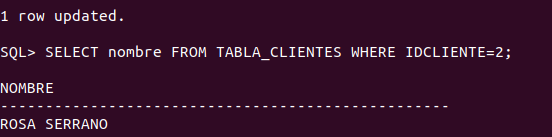 1 row updated.
SQL> SELECT nombre FROM TABLA_CLIENTES WHERE IDCLIENTE=2;
NOMBRE
--------------------------------------------------
ROSA SERRANO